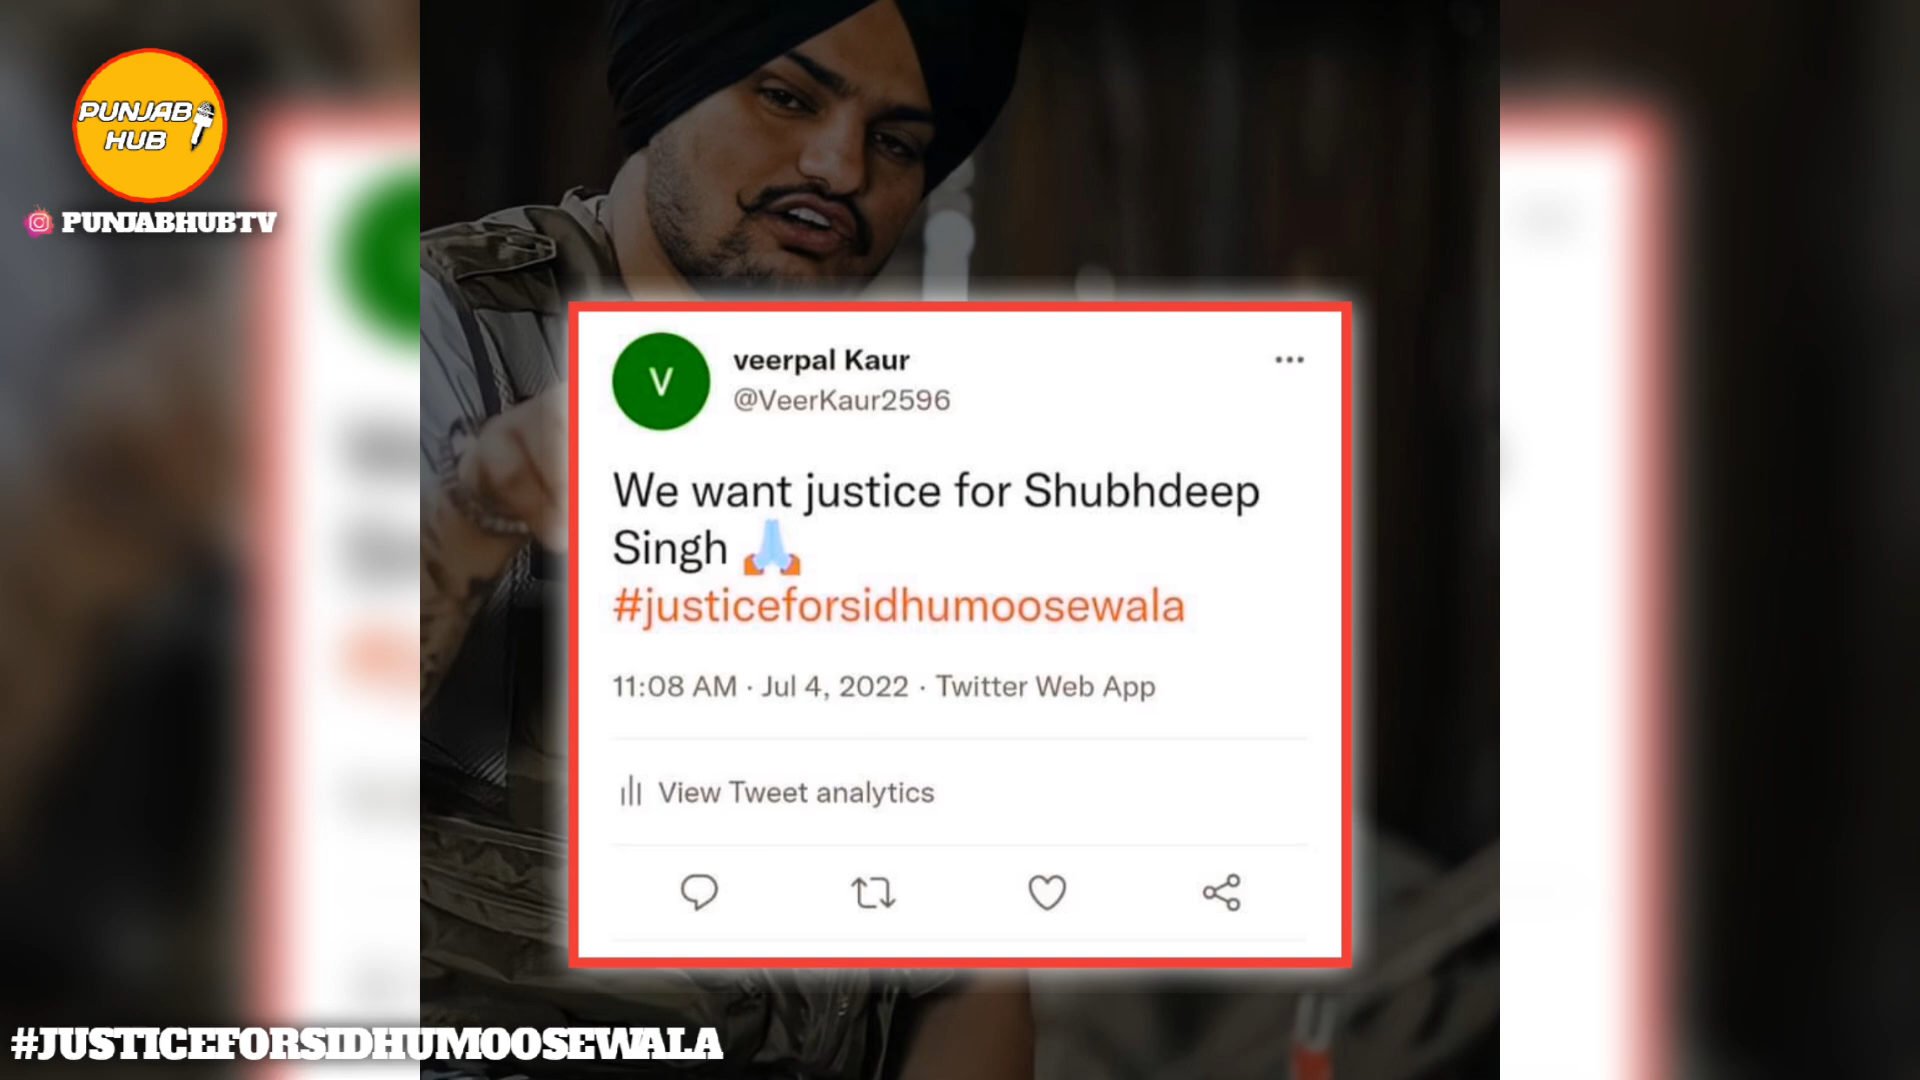 PUNJAB
HUB
PUNJABHUBTV
V
veerpal Kaur
@VeerKaur2596
We want justice for Shubhdeep
Singh 🙏
#justiceforsidhumoosewala
11:08 AM · Jul 4, 2022 · Twitter Web App
View Tweet analytics
#JUSTICEFORSIDHUMOOSEWALA